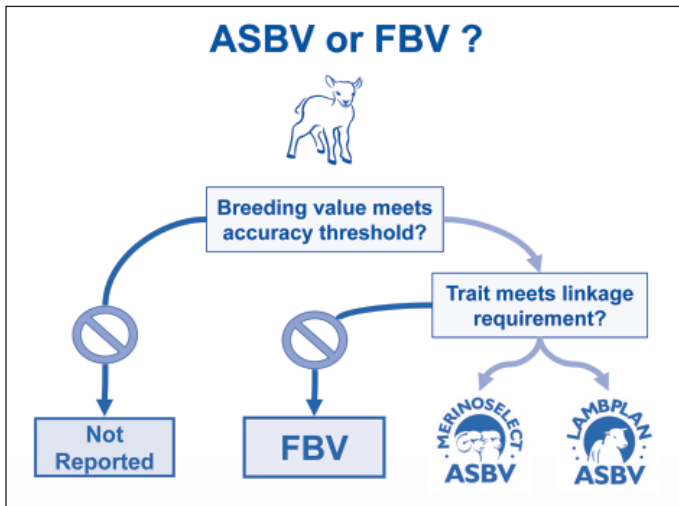 ASBV or FBV ?
Breeding value meets
accuracy threshold?
Trait meets linkage
requirement?
Not
Reported
FBV
MERINOSELECT
ASBV
LAMBPLAN
ASBV